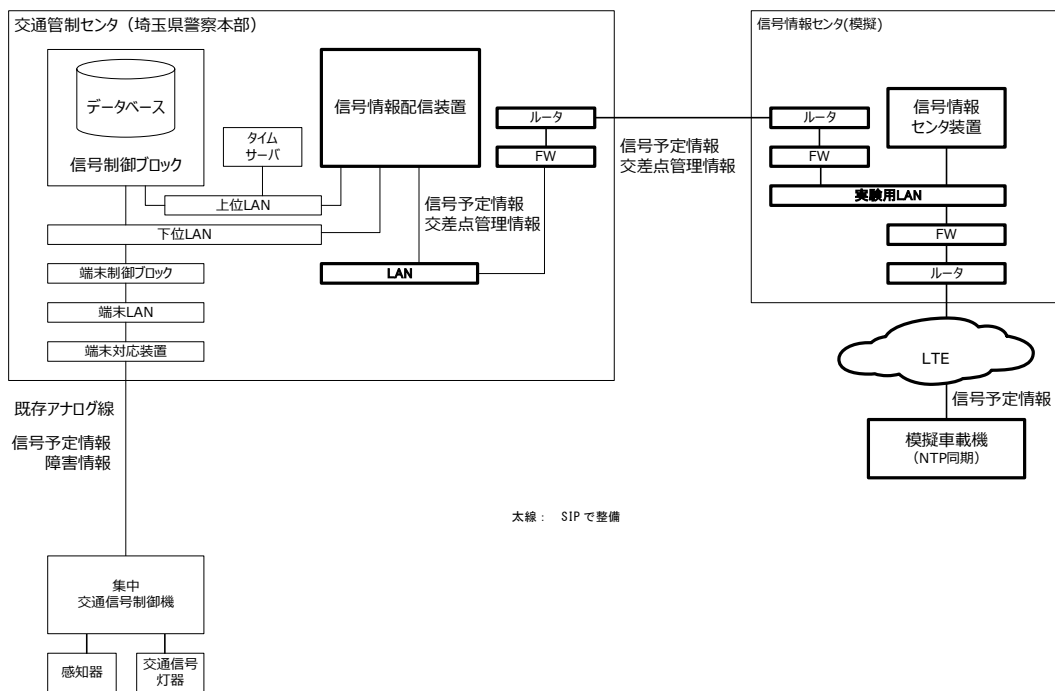 交通管制センタ（埼玉県警察本部）
データベース
信号制御ブロック
タイム
サーバ
信号情報配信装置
ルータ
FW
上位LAN
下位LAN
信号予定情報
交差点管理情報
端末制御ブロック
LAN
端末LAN
端末対応装置
信号予定情報
交差点管理情報
信号情報センタ(模擬)
ルータ
FW
信号情報
センタ装置
実験用LAN
FW
ルータ
LTE
信号予定情報
模擬車載機
（NTP同期）
既存アナログ線
信号予定情報
障害情報
太線： SIPで整備
集中
交通信号制御機
感知器
交通信号
灯器